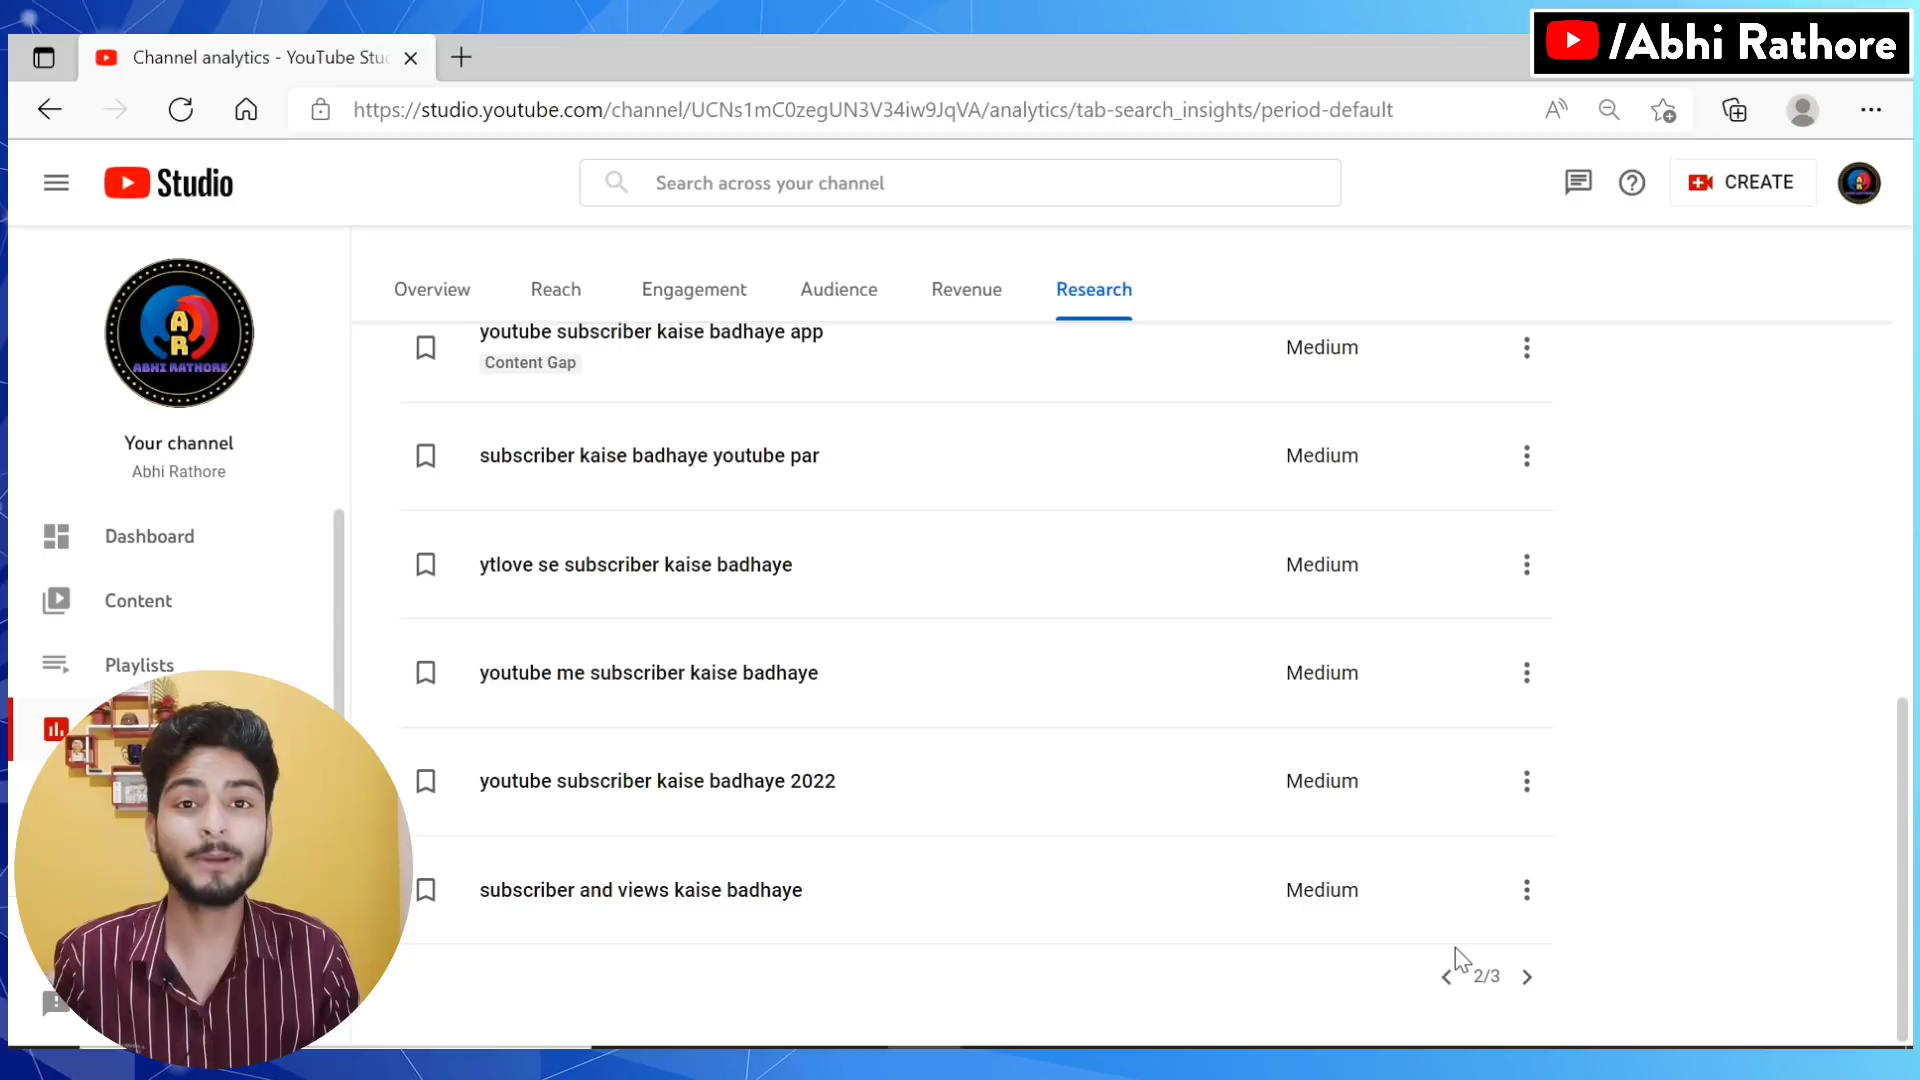 /Abhi Rathore
Channel analytics - YouTube Stud
https://studio.youtube.com/channel/UCNs1mC0zegUN3V34iw9JqVA/analytics/tab-search_insights/period-default
Studio
Search across your channel
CREATE
A
R
ABHI RATHORE
Your channel
Abhi Rathore
Dashboard
Content
Playlists
Overview Reach Engagement Audience Revenue Research
youtube subscriber kaise badhaye app Medium
Content Gap
subscriber kaise badhaye youtube par Medium
ytlove se subscriber kaise badhaye Medium
youtube me subscriber kaise badhaye Medium
youtube subscriber kaise badhaye 2022 Medium
subscriber and views kaise badhaye Medium
2/3